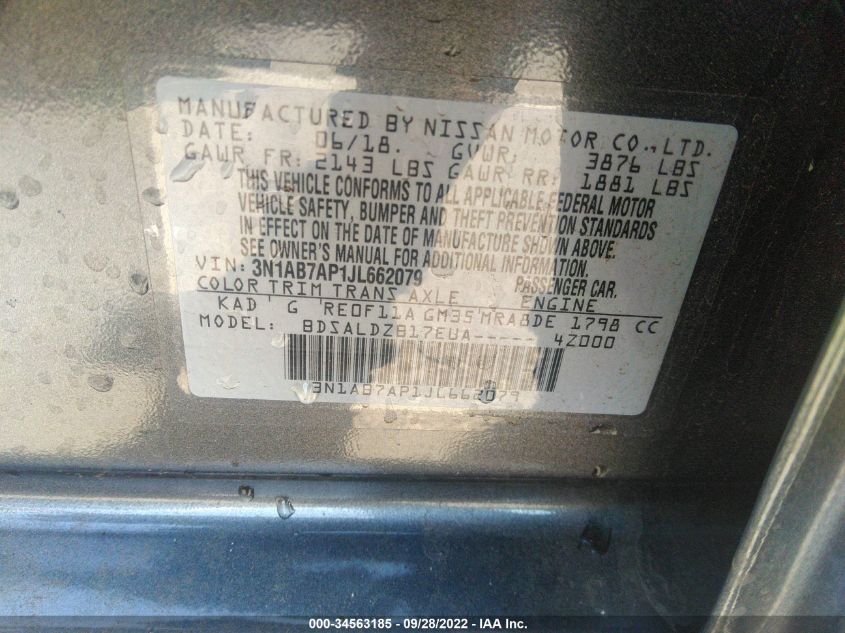 MANUFACTURED BY NISSAN MOTOR CO., LTD.
DATE: 06/18. GVWR: 3876 LBS
GAWR FR: 2143 LBS GAWR RR: 1881 LBS
THIS VEHICLE CONFORMS TO ALL APPLICABLE FEDERAL MOTOR
VEHICLE SAFETY, BUMPER AND THEFT PREVENTION STANDARDS
IN EFFECT ON THE DATE OF MANUFACTURE SHOWN ABOVE.
SEE OWNER'S MANUAL FOR ADDITIONAL INFORMATION.
VIN: 3N1AB7AP1JL662079 PASSENGER CAR.
COLOR TRIM TRANS AXLE ENGINE
KAD G RE0F11A GM35 MRA8DE 1798 CC
MODEL: BDSALDZB17EUA----- 4Z000
3N1AB7AP1JL662079
000-34563185 - 09/28/2022 - IAA Inc.